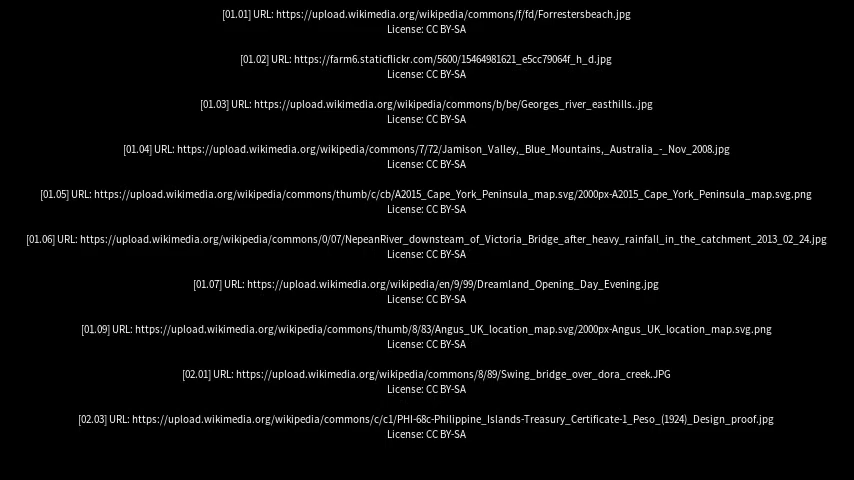 [01.01] URL: https://upload.wikimedia.org/wikipedia/commons/f/fd/Forrestersbeach.jpg
License: CC BY-SA
[01.02] URL: https://farm6.staticflickr.com/5600/15464981621_e5cc79064f_h_d.jpg
License: CC BY-SA
[01.03] URL: https://upload.wikimedia.org/wikipedia/commons/b/be/Georges_river_easthills..jpg
License: CC BY-SA
[01.04] URL: https://upload.wikimedia.org/wikipedia/commons/7/72/Jamison_Valley,_Blue_Mountains,_Australia_-_Nov_2008.jpg
License: CC BY-SA
[01.05] URL: https://upload.wikimedia.org/wikipedia/commons/thumb/c/cb/A2015_Cape_York_Peninsula_map.svg/2000px-A2015_Cape_York_Peninsula_map.svg.png
License: CC BY-SA
[01.06] URL: https://upload.wikimedia.org/wikipedia/commons/0/07/NepeanRiver_downsteam_of_Victoria_Bridge_after_heavy_rainfall_in_the_catchment_2013_02_24.jpg
License: CC BY-SA
[01.07] URL: https://upload.wikimedia.org/wikipedia/en/9/99/Dreamland_Opening_Day_Evening.jpg
License: CC BY-SA
[01.09] URL: https://upload.wikimedia.org/wikipedia/commons/thumb/8/83/Angus_UK_location_map.svg/2000px-Angus_UK_location_map.svg.png
License: CC BY-SA
[02.01] URL: https://upload.wikimedia.org/wikipedia/commons/8/89/Swing_bridge_over_dora_creek.JPG
License: CC BY-SA
[02.03] URL: https://upload.wikimedia.org/wikipedia/commons/c/c1/PHI-68c-Philippine_Islands-Treasury_Certificate-1_Peso_(1924)_Design_proof.jpg
License: CC BY-SA